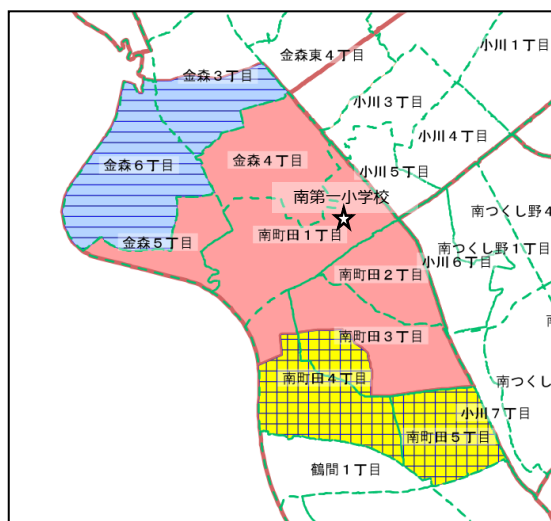 小川１丁目
金森東４丁目
金森３丁目
小川３丁目
小川４丁目
金森４丁目
金森６丁目
小川５丁目
南第一小学校
南つくし野４
南町田１丁目
金森５丁目
南つくし野１丁目
小川６丁目
南町田２丁目
南町田３丁目
南町田４丁目
南つくし
小川７丁目
南町田５丁目
鶴間１丁目